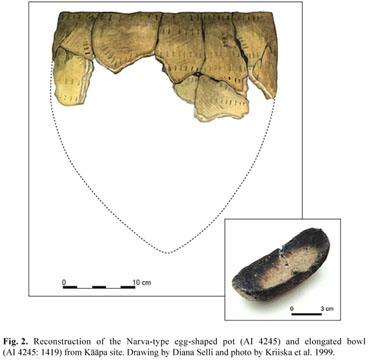 0 10 cm
0 3 cm
Fig. 2. Reconstruction of the Narva-type egg-shaped pot (AI 4245) and elongated bowl
(AI 4245: 1419) from Kääpa site. Drawing by Diana Selli and photo by Kriiska et al. 1999.